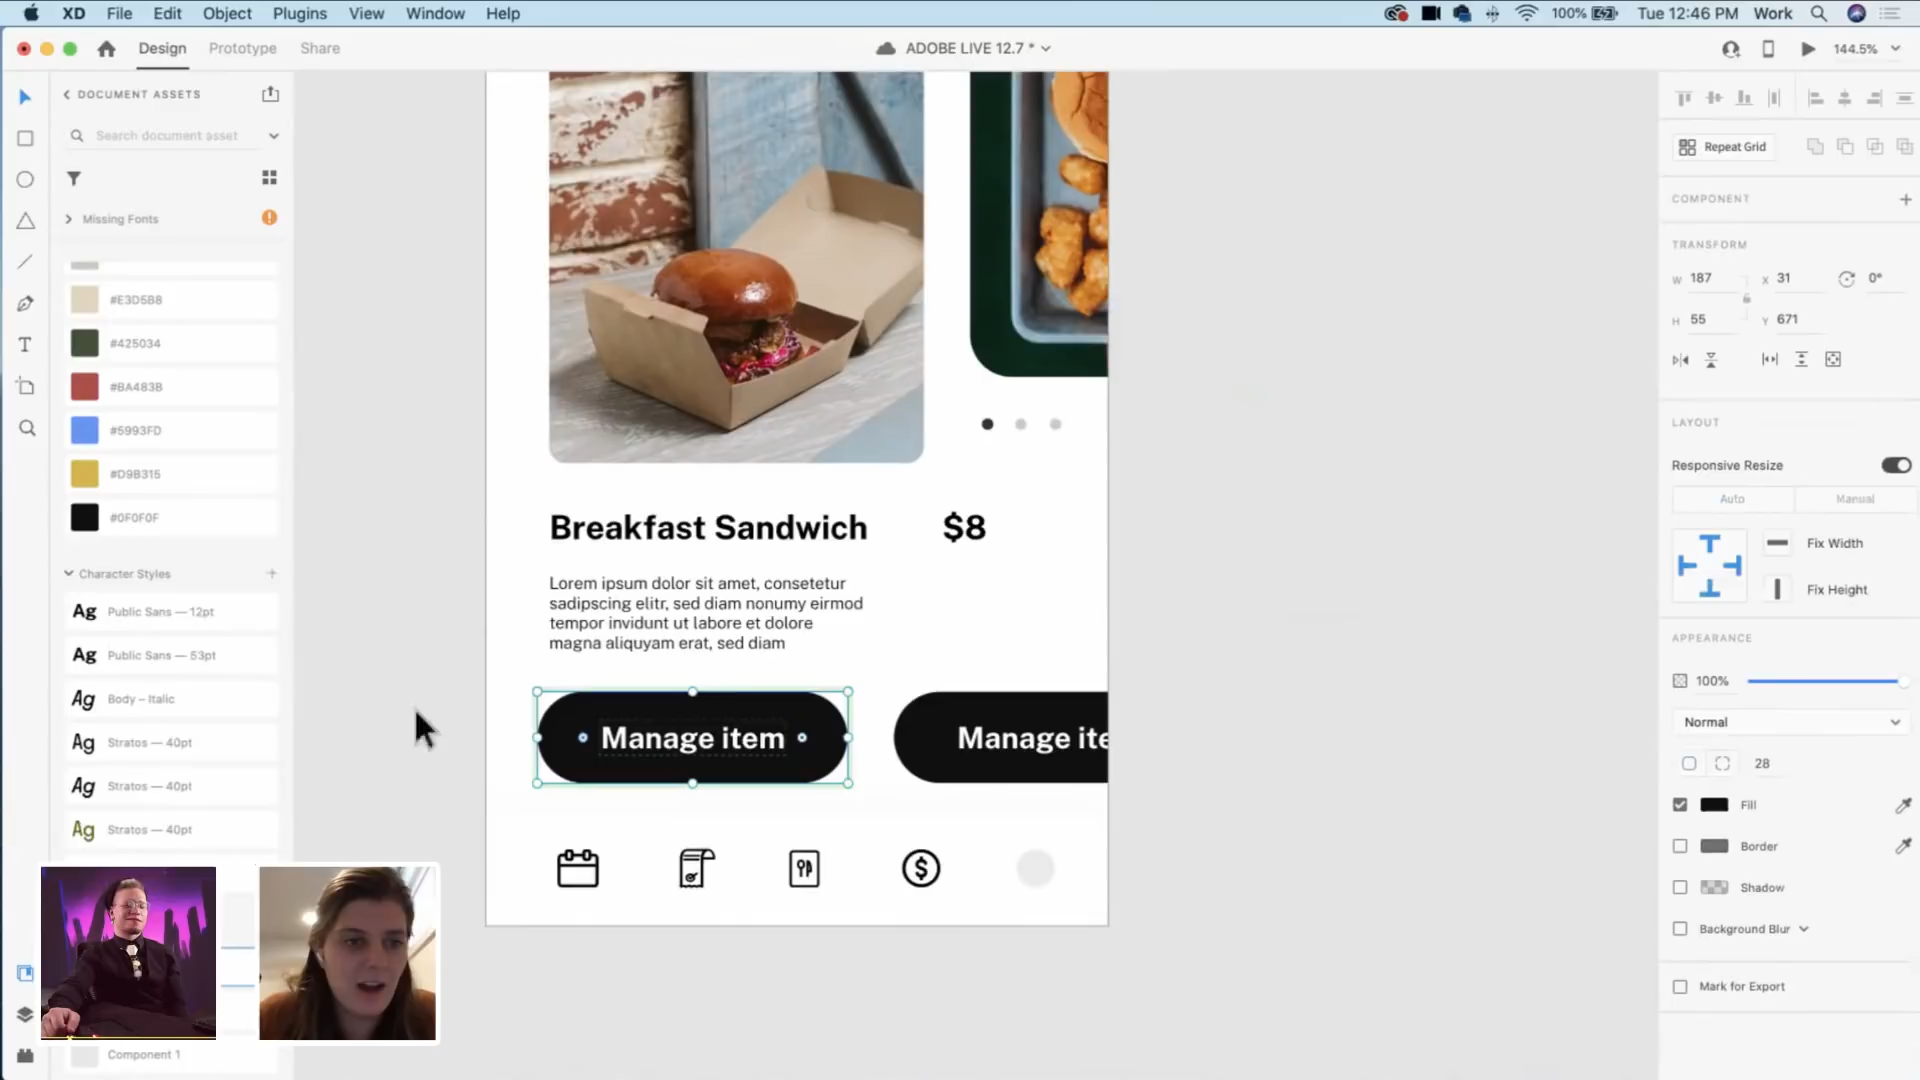 XD File Edit Object Plugins View Window Help
100% Tue 12:46 PM Work
Design Prototype Share
ADOBE LIVE 12.7 *
144.5%
DOCUMENT ASSETS
Search document asset
Missing Fonts
#E3D5B8
#425034
#BA483B
#5993FD
#D9B315
#0F0F0F
Character Styles
Ag Public Sans — 12pt
Ag Public Sans — 53pt
Ag Body – Italic
Ag Stratos — 40pt
Ag Stratos — 40pt
Ag Stratos — 40pt
Component 1
Breakfast Sandwich $8
Lorem ipsum dolor sit amet, consetetur
sadipscing elitr, sed diam nonumy eirmod
tempor invidunt ut labore et dolore
magna aliquyam erat, sed diam
Manage item
Manage ite
Repeat Grid
COMPONENT
TRANSFORM
W 187 X 31 0°
H 55 Y 671
LAYOUT
Responsive Resize
Auto Manual
Fix Width
Fix Height
APPEARANCE
100%
Normal
28
Fill
Border
Shadow
Background Blur
Mark for Export